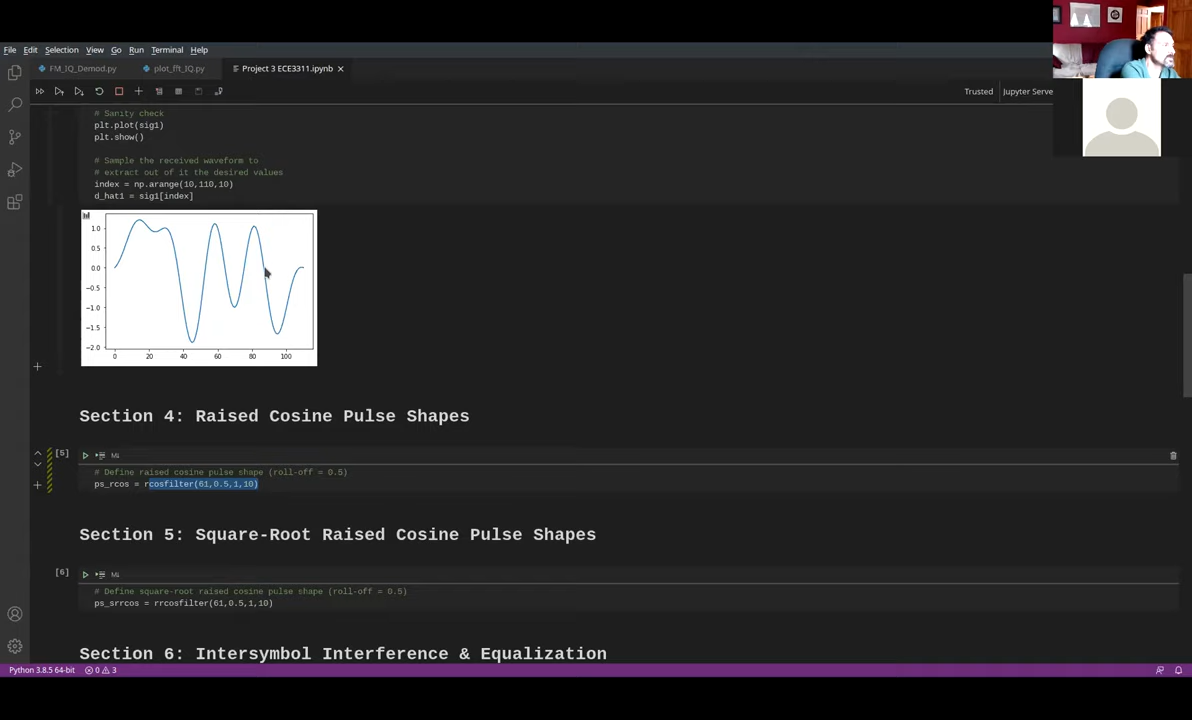 File Edit Selection View Go Run Terminal Help
FM_IQ_Demod.py plot_fft_IQ.py Project 3 ECE3311.ipynb
Trusted Jupyter Serve
# Sanity check
plt.plot(sig1)
plt.show()
# Sample the received waveform to
# extract out of it the desired values
index = np.arange(10,110,10)
d_hat1 = sig1[index]
1.0
0.5
0.0
−0.5
−1.0
−1.5
−2.0
0 20 40 60 80 100
Section 4: Raised Cosine Pulse Shapes
[5]
M↓
# Define raised cosine pulse shape (roll-off = 0.5)
ps_rcos = rcosfilter(61,0.5,1,10)
Section 5: Square-Root Raised Cosine Pulse Shapes
[6]
M↓
# Define square-root raised cosine pulse shape (roll-off = 0.5)
ps_srrcos = rrcosfilter(61,0.5,1,10)
Section 6: Intersymbol Interference & Equalization
Python 3.8.5 64-bit 0 3